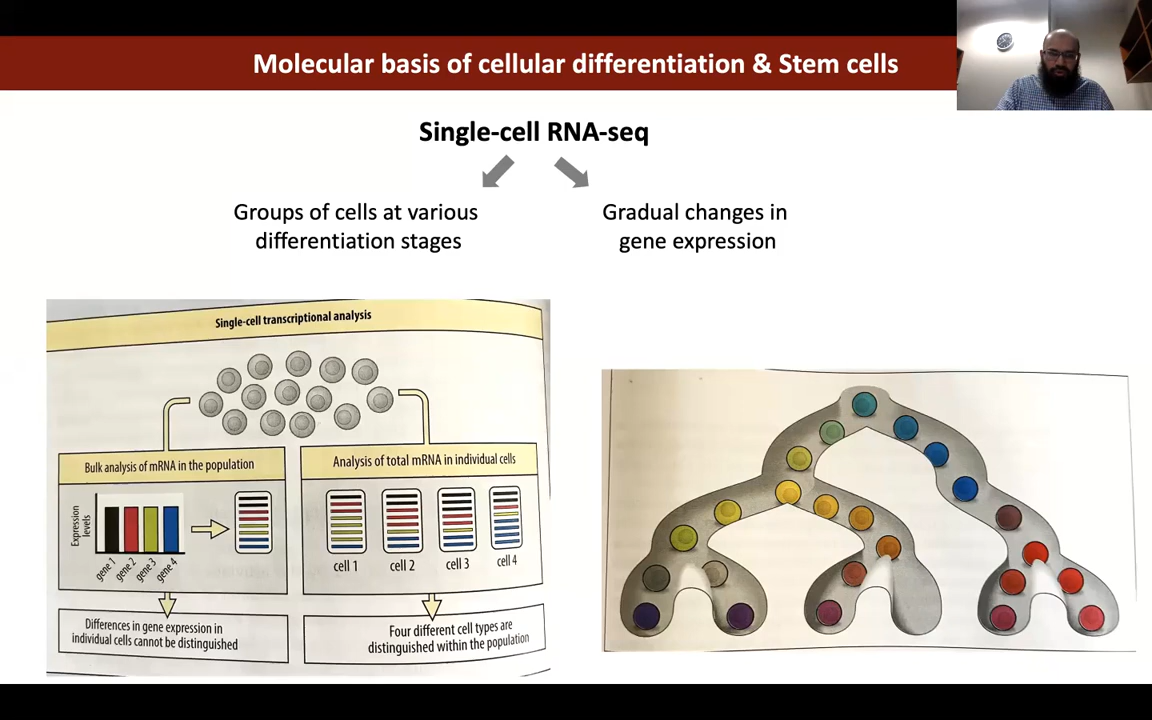 Molecular basis of cellular differentiation & Stem cells
Single-cell RNA-seq
Groups of cells at various
differentiation stages
Gradual changes in
gene expression
Single-cell transcriptional analysis
Bulk analysis of mRNA in the population
Expression
levels
gene 1
gene 2
gene 3
gene 4
Differences in gene expression in
individual cells cannot be distinguished
Analysis of total mRNA in individual cells
cell 1
cell 2
cell 3
cell 4
Four different cell types are
distinguished within the population